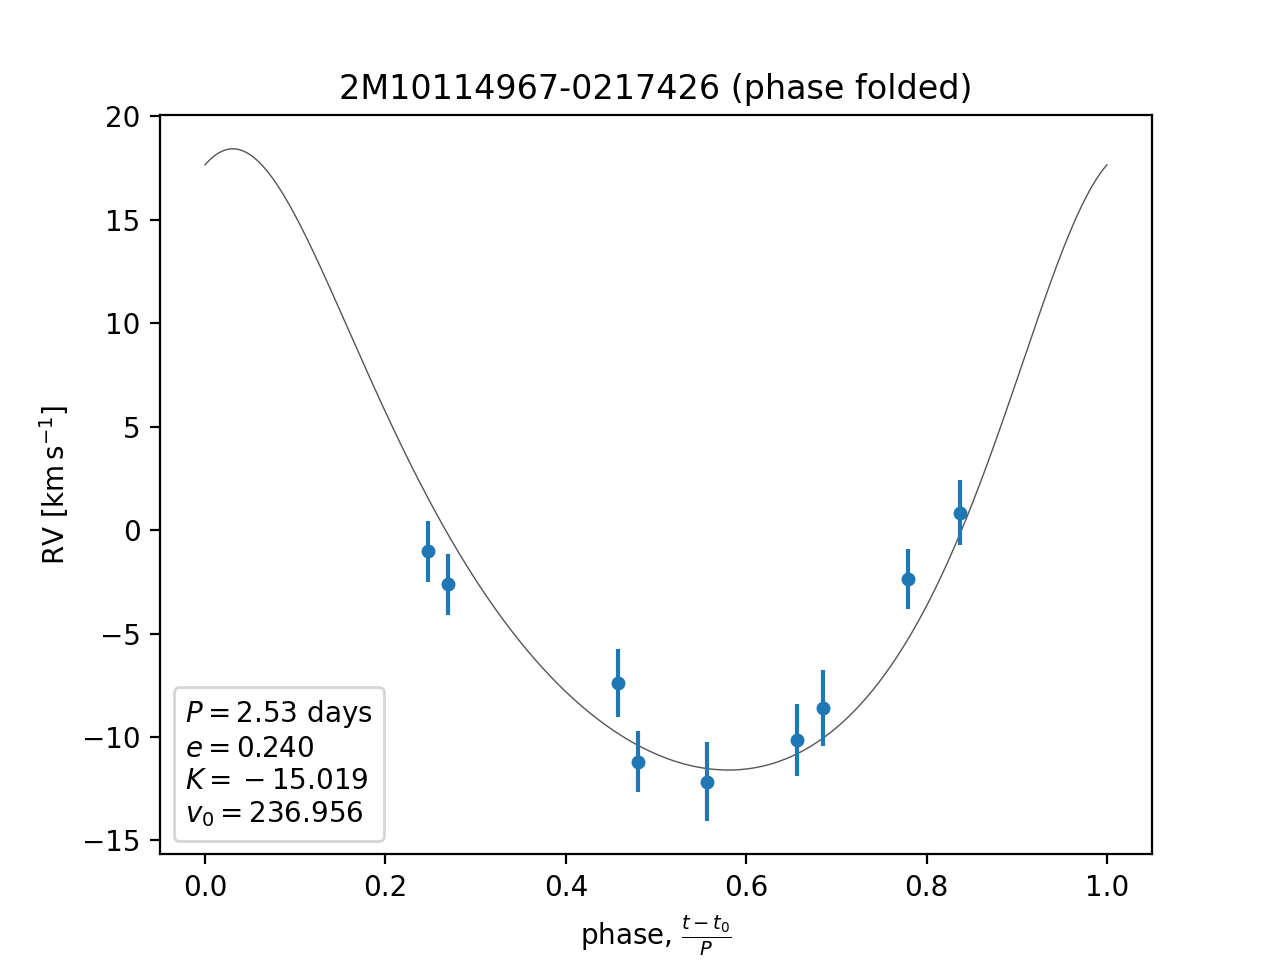 2M10114967-0217426 (phase folded)
20
15
10
5
0
−5
−10
−15
RV [km s⁻¹]
P = 2.53 days
e = 0.240
K = − 15.019
v₀ = 236.956
0.0 0.2 0.4 0.6 0.8 1.0
phase, (t − t₀)/P